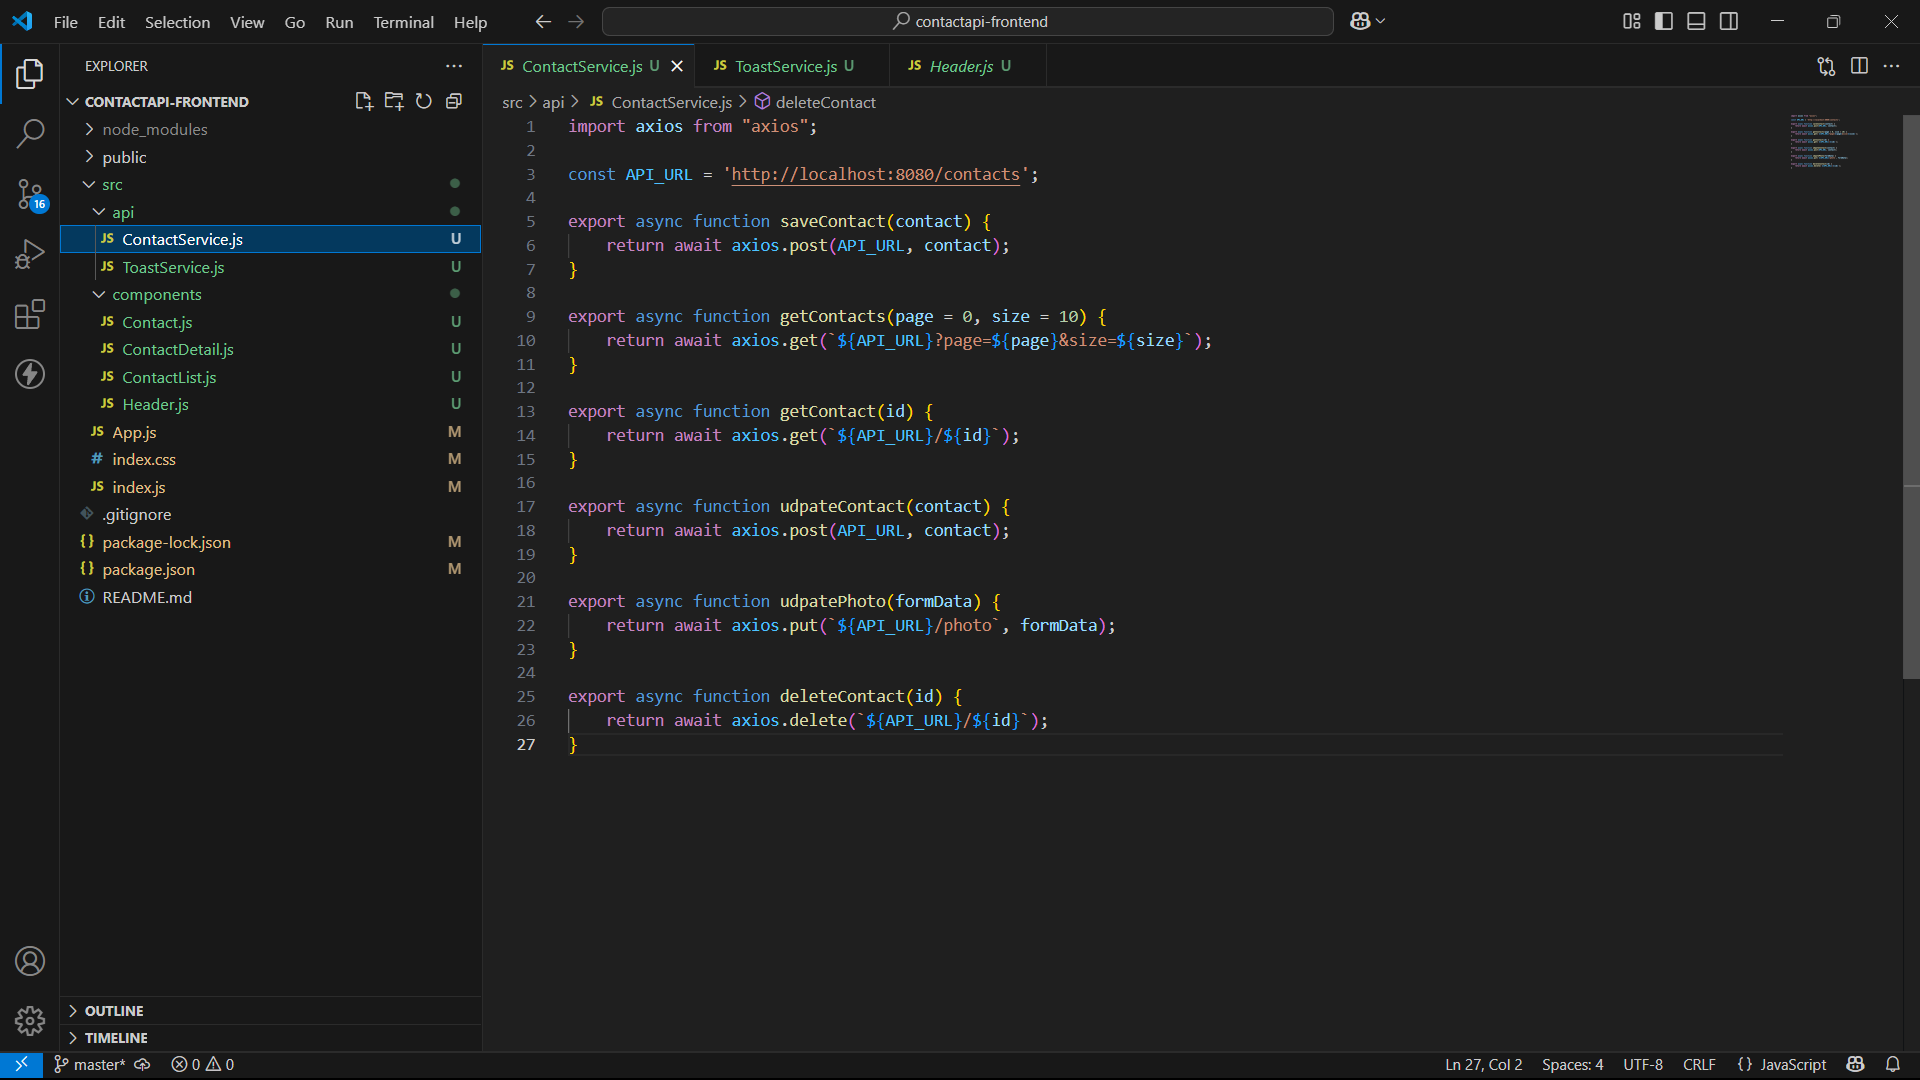 File Edit Selection View Go Run Terminal Help
contactapi-frontend
EXPLORER
CONTACTAPI-FRONTEND
node_modules
public
src
api
JS ContactService.js U
JS ToastService.js U
components
JS Contact.js U
JS ContactDetail.js U
JS ContactList.js U
JS Header.js U
JS App.js M
# index.css M
JS index.js M
.gitignore
{} package-lock.json M
{} package.json M
README.md
OUTLINE
TIMELINE
16
JS ContactService.js U
JS ToastService.js U
JS Header.js U
src > api > JS ContactService.js > deleteContact
1 import axios from "axios";
2
3 const API_URL = 'http://localhost:8080/contacts';
4
5 export async function saveContact(contact) {
6     return await axios.post(API_URL, contact);
7 }
8
9 export async function getContacts(page = 0, size = 10) {
10     return await axios.get(`${API_URL}?page=${page}&size=${size}`);
11 }
12
13 export async function getContact(id) {
14     return await axios.get(`${API_URL}/${id}`);
15 }
16
17 export async function udpateContact(contact) {
18     return await axios.post(API_URL, contact);
19 }
20
21 export async function udpatePhoto(formData) {
22     return await axios.put(`${API_URL}/photo`, formData);
23 }
24
25 export async function deleteContact(id) {
26     return await axios.delete(`${API_URL}/${id}`);
27 }
master* 0 0
Ln 27, Col 2 Spaces: 4 UTF-8 CRLF {} JavaScript